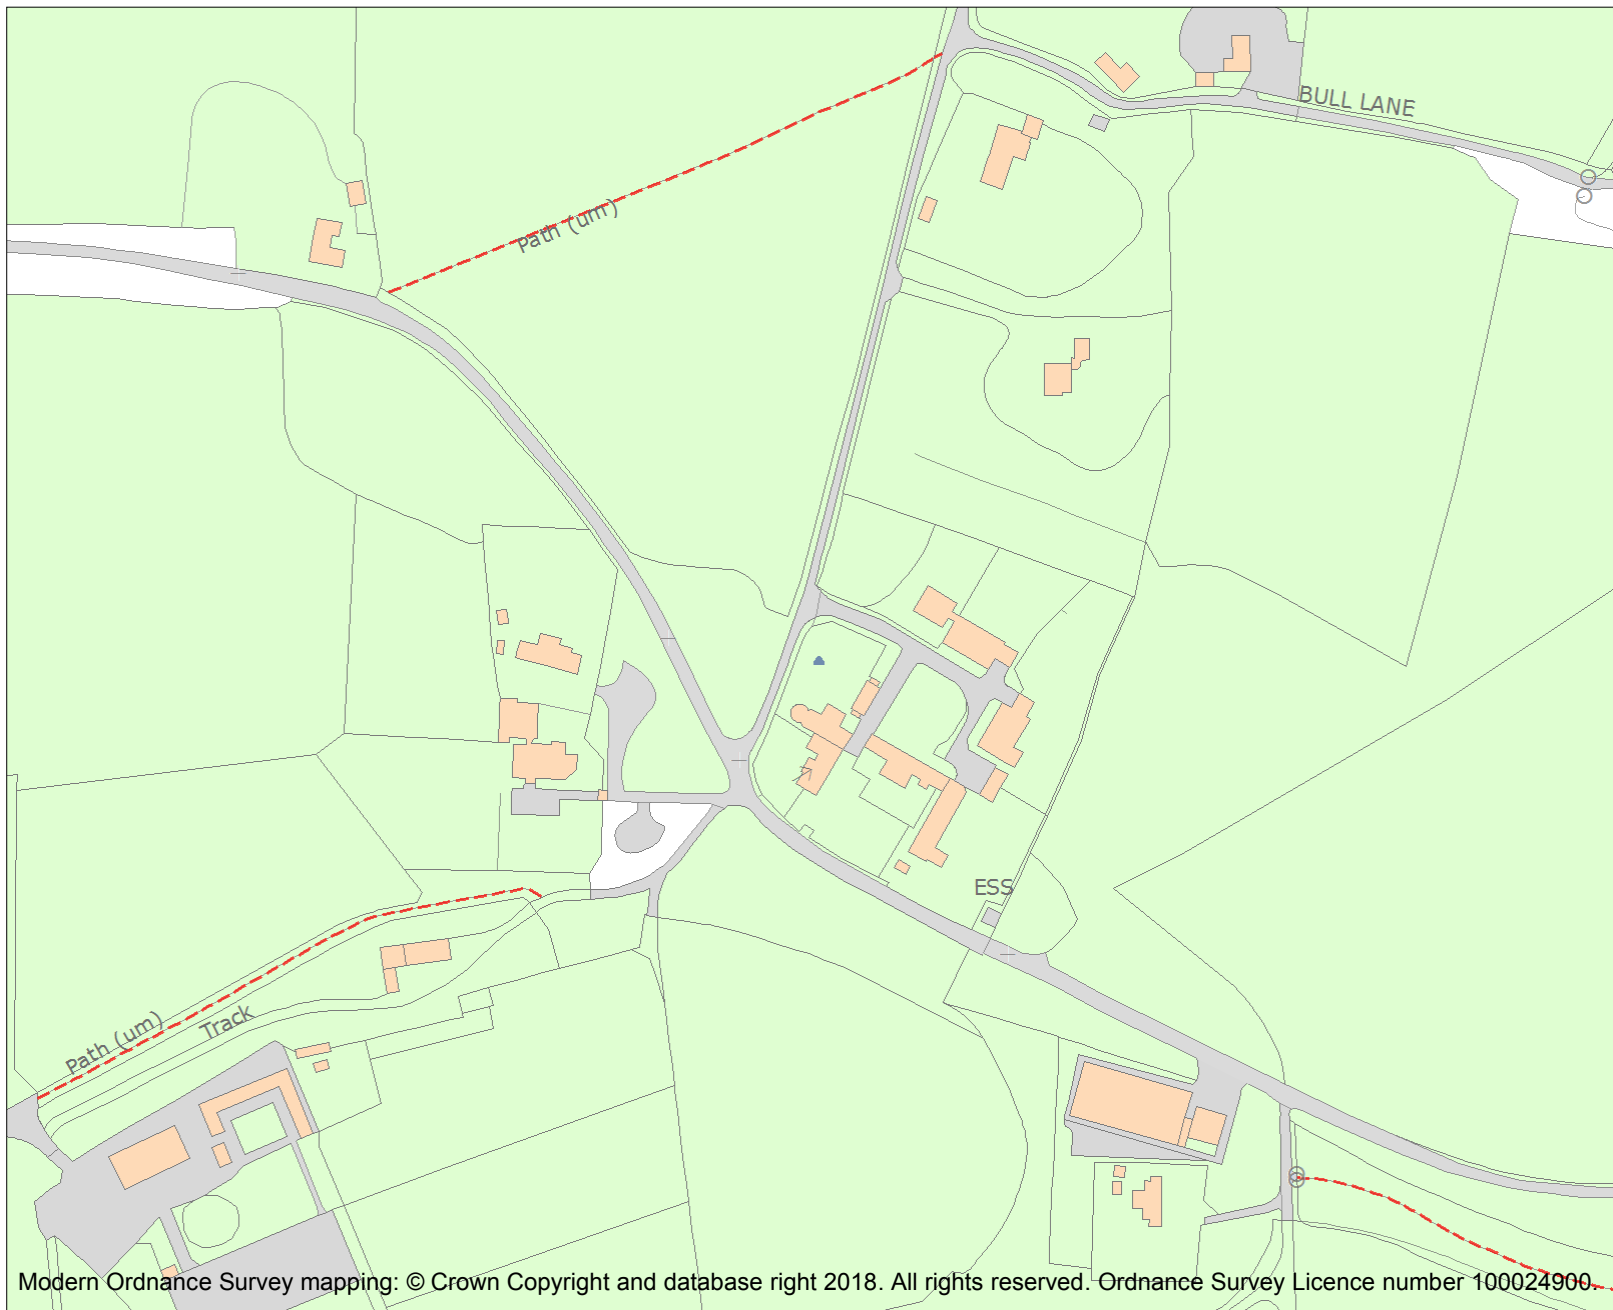 BULL LANE
Path (um)
ESS
Track
Path (um)
Modern Ordnance Survey mapping: © Crown Copyright and database right 2018. All rights reserved. Ordnance Survey Licence number 100024900.